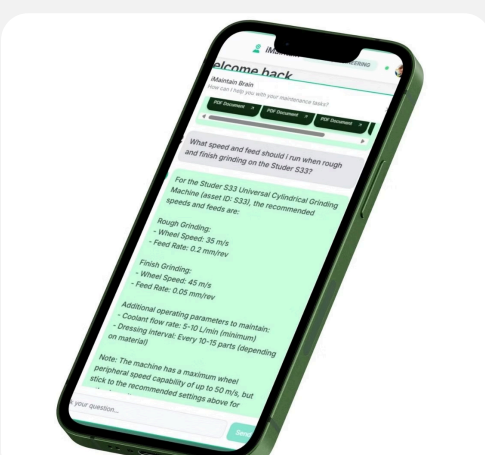 iMa
EERING
elcome back
iMaintain Brain
How can I help you with your maintenance tasks?
PDF Document PDF Document PDF Document
What speed and feed should i run when rough
and finish grinding on the Studer S33?
For the Studer S33 Universal Cylindrical Grinding
Machine (asset ID: S33), the recommended
speeds and feeds are:
Rough Grinding:
- Wheel Speed: 35 m/s
- Feed Rate: 0.2 mm/rev
Finish Grinding:
- Wheel Speed: 45 m/s
- Feed Rate: 0.05 mm/rev
Additional operating parameters to maintain:
- Coolant flow rate: 5-10 L/min (minimum)
- Dressing interval: Every 10-15 parts (depending
on material)
Note: The machine has a maximum wheel
peripheral speed capability of up to 50 m/s, but
stick to the recommended settings above for
k your question...
Send